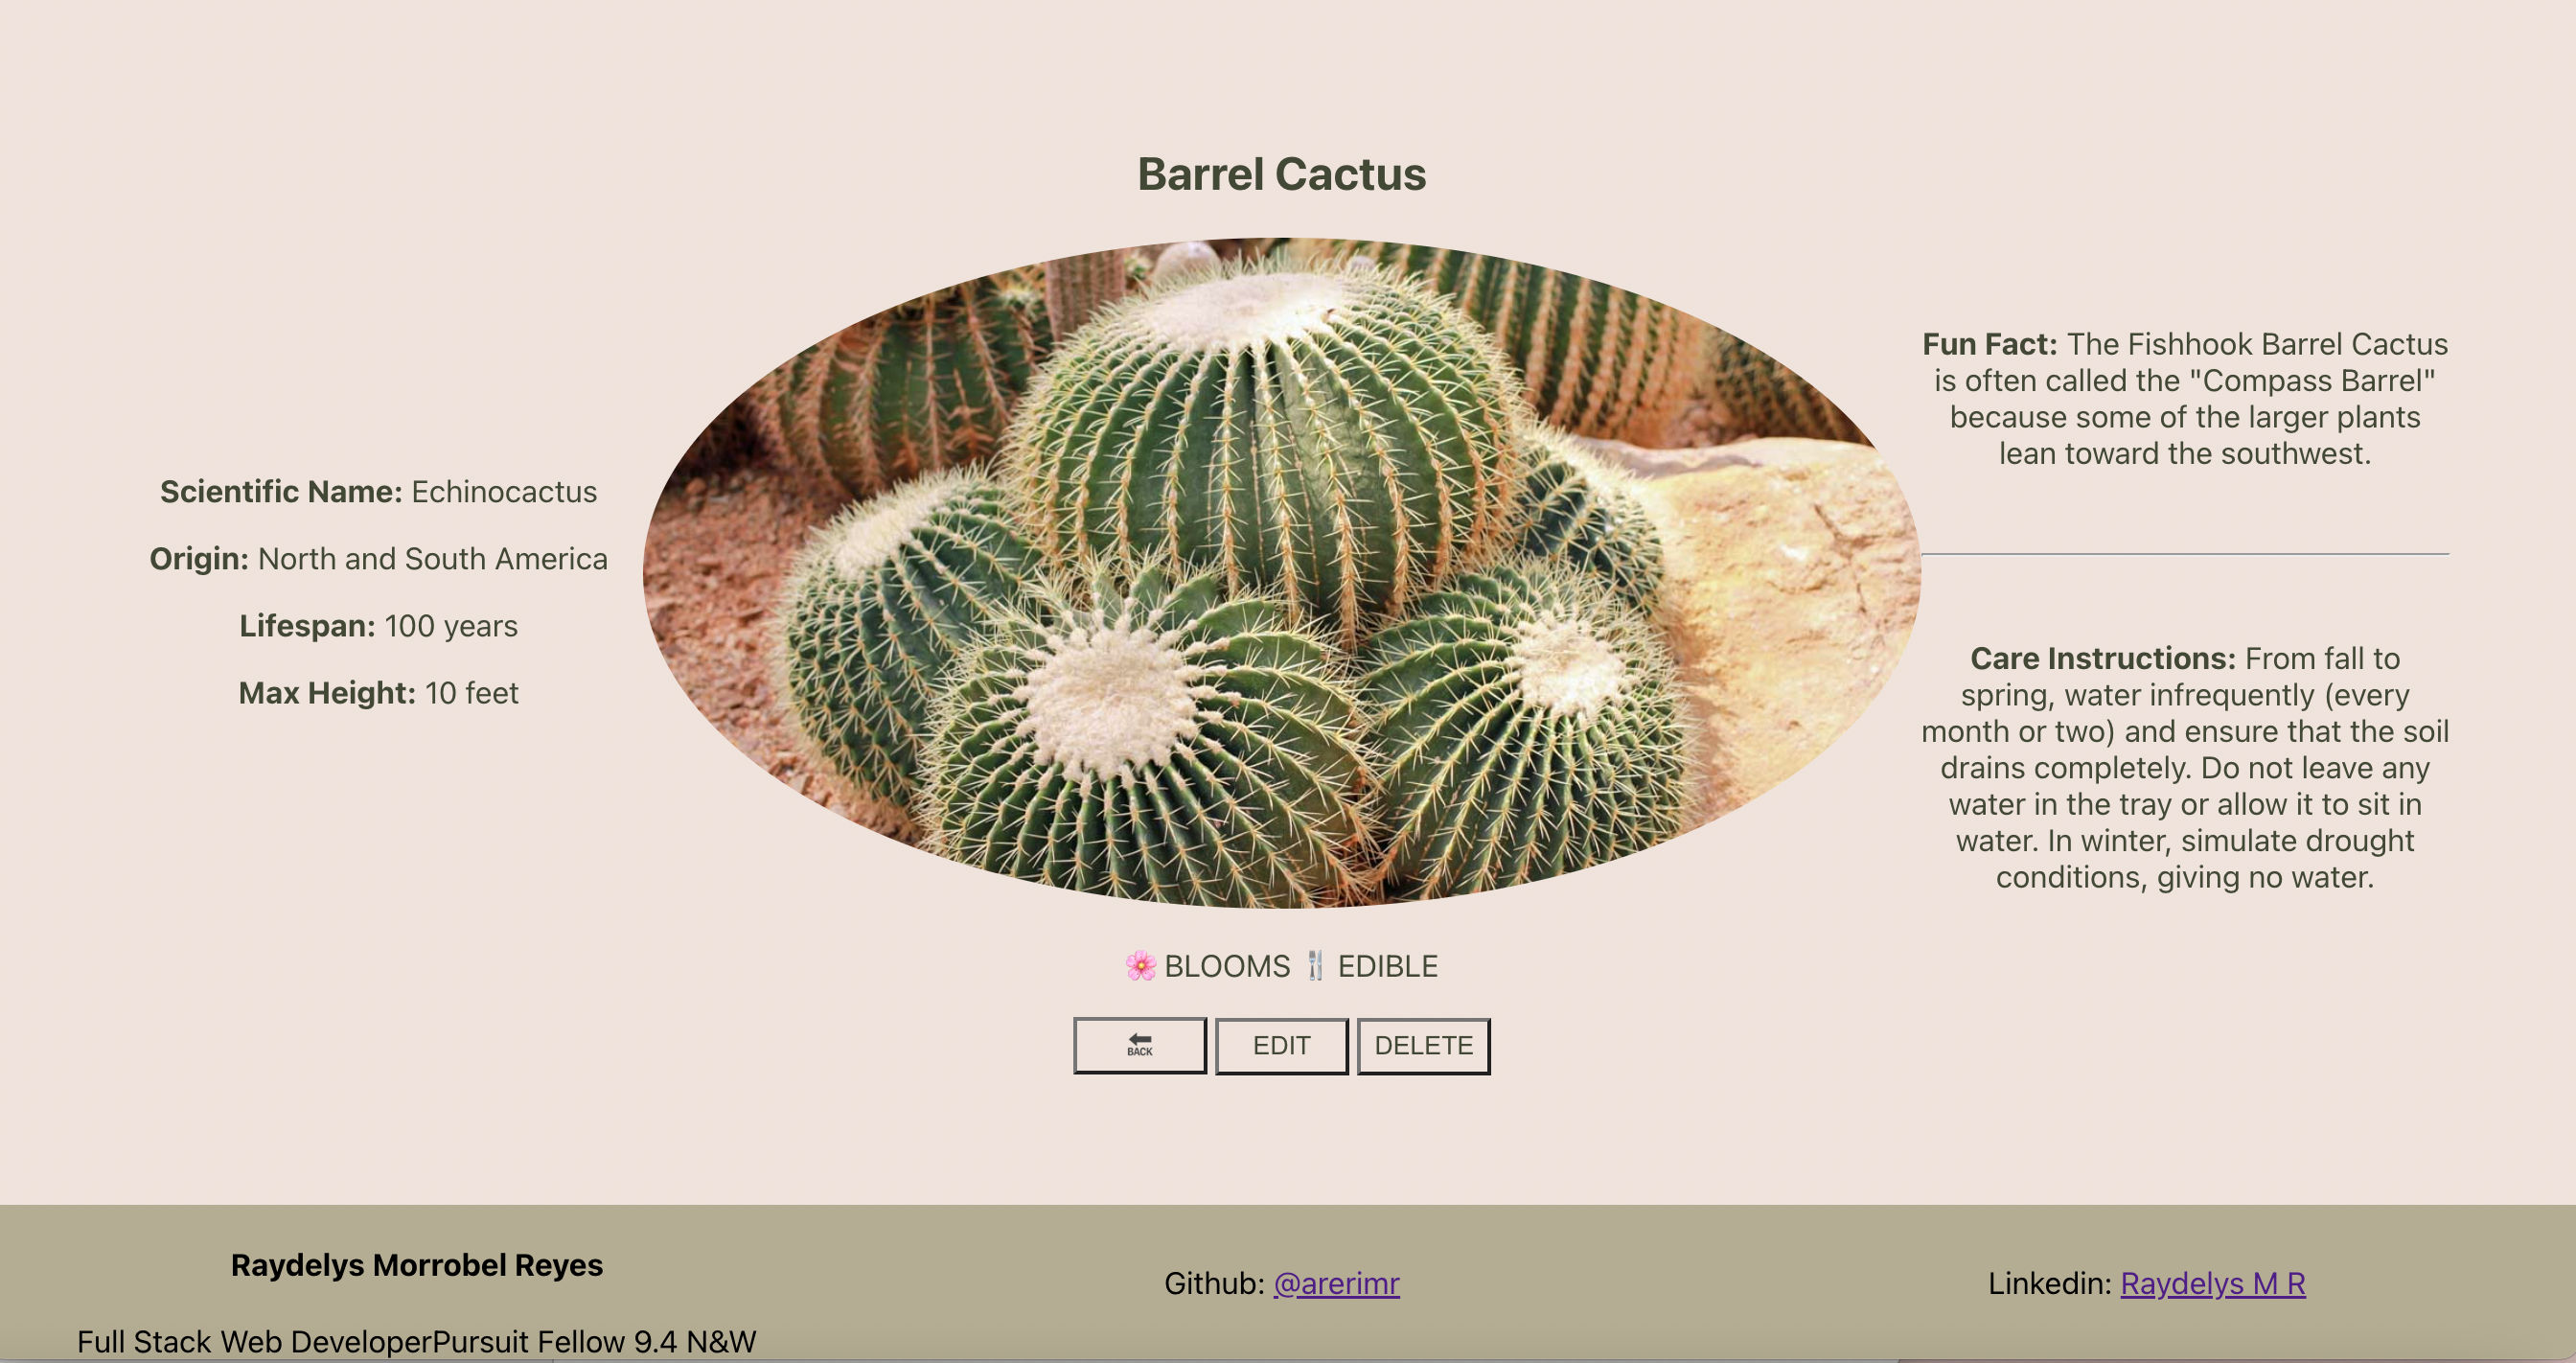 Barrel Cactus
Scientific Name: Echinocactus
Origin: North and South America
Lifespan: 100 years
Max Height: 10 feet
Fun Fact: The Fishhook Barrel Cactus
is often called the "Compass Barrel"
because some of the larger plants
lean toward the southwest.
Care Instructions: From fall to
spring, water infrequently (every
month or two) and ensure that the soil
drains completely. Do not leave any
water in the tray or allow it to sit in
water. In winter, simulate drought
conditions, giving no water.
🌸 BLOOMS 🍴 EDIBLE
🔙 EDIT DELETE
Raydelys Morrobel Reyes
Full Stack Web DeveloperPursuit Fellow 9.4 N&W
Github: @arerimr
Linkedin: Raydelys M R